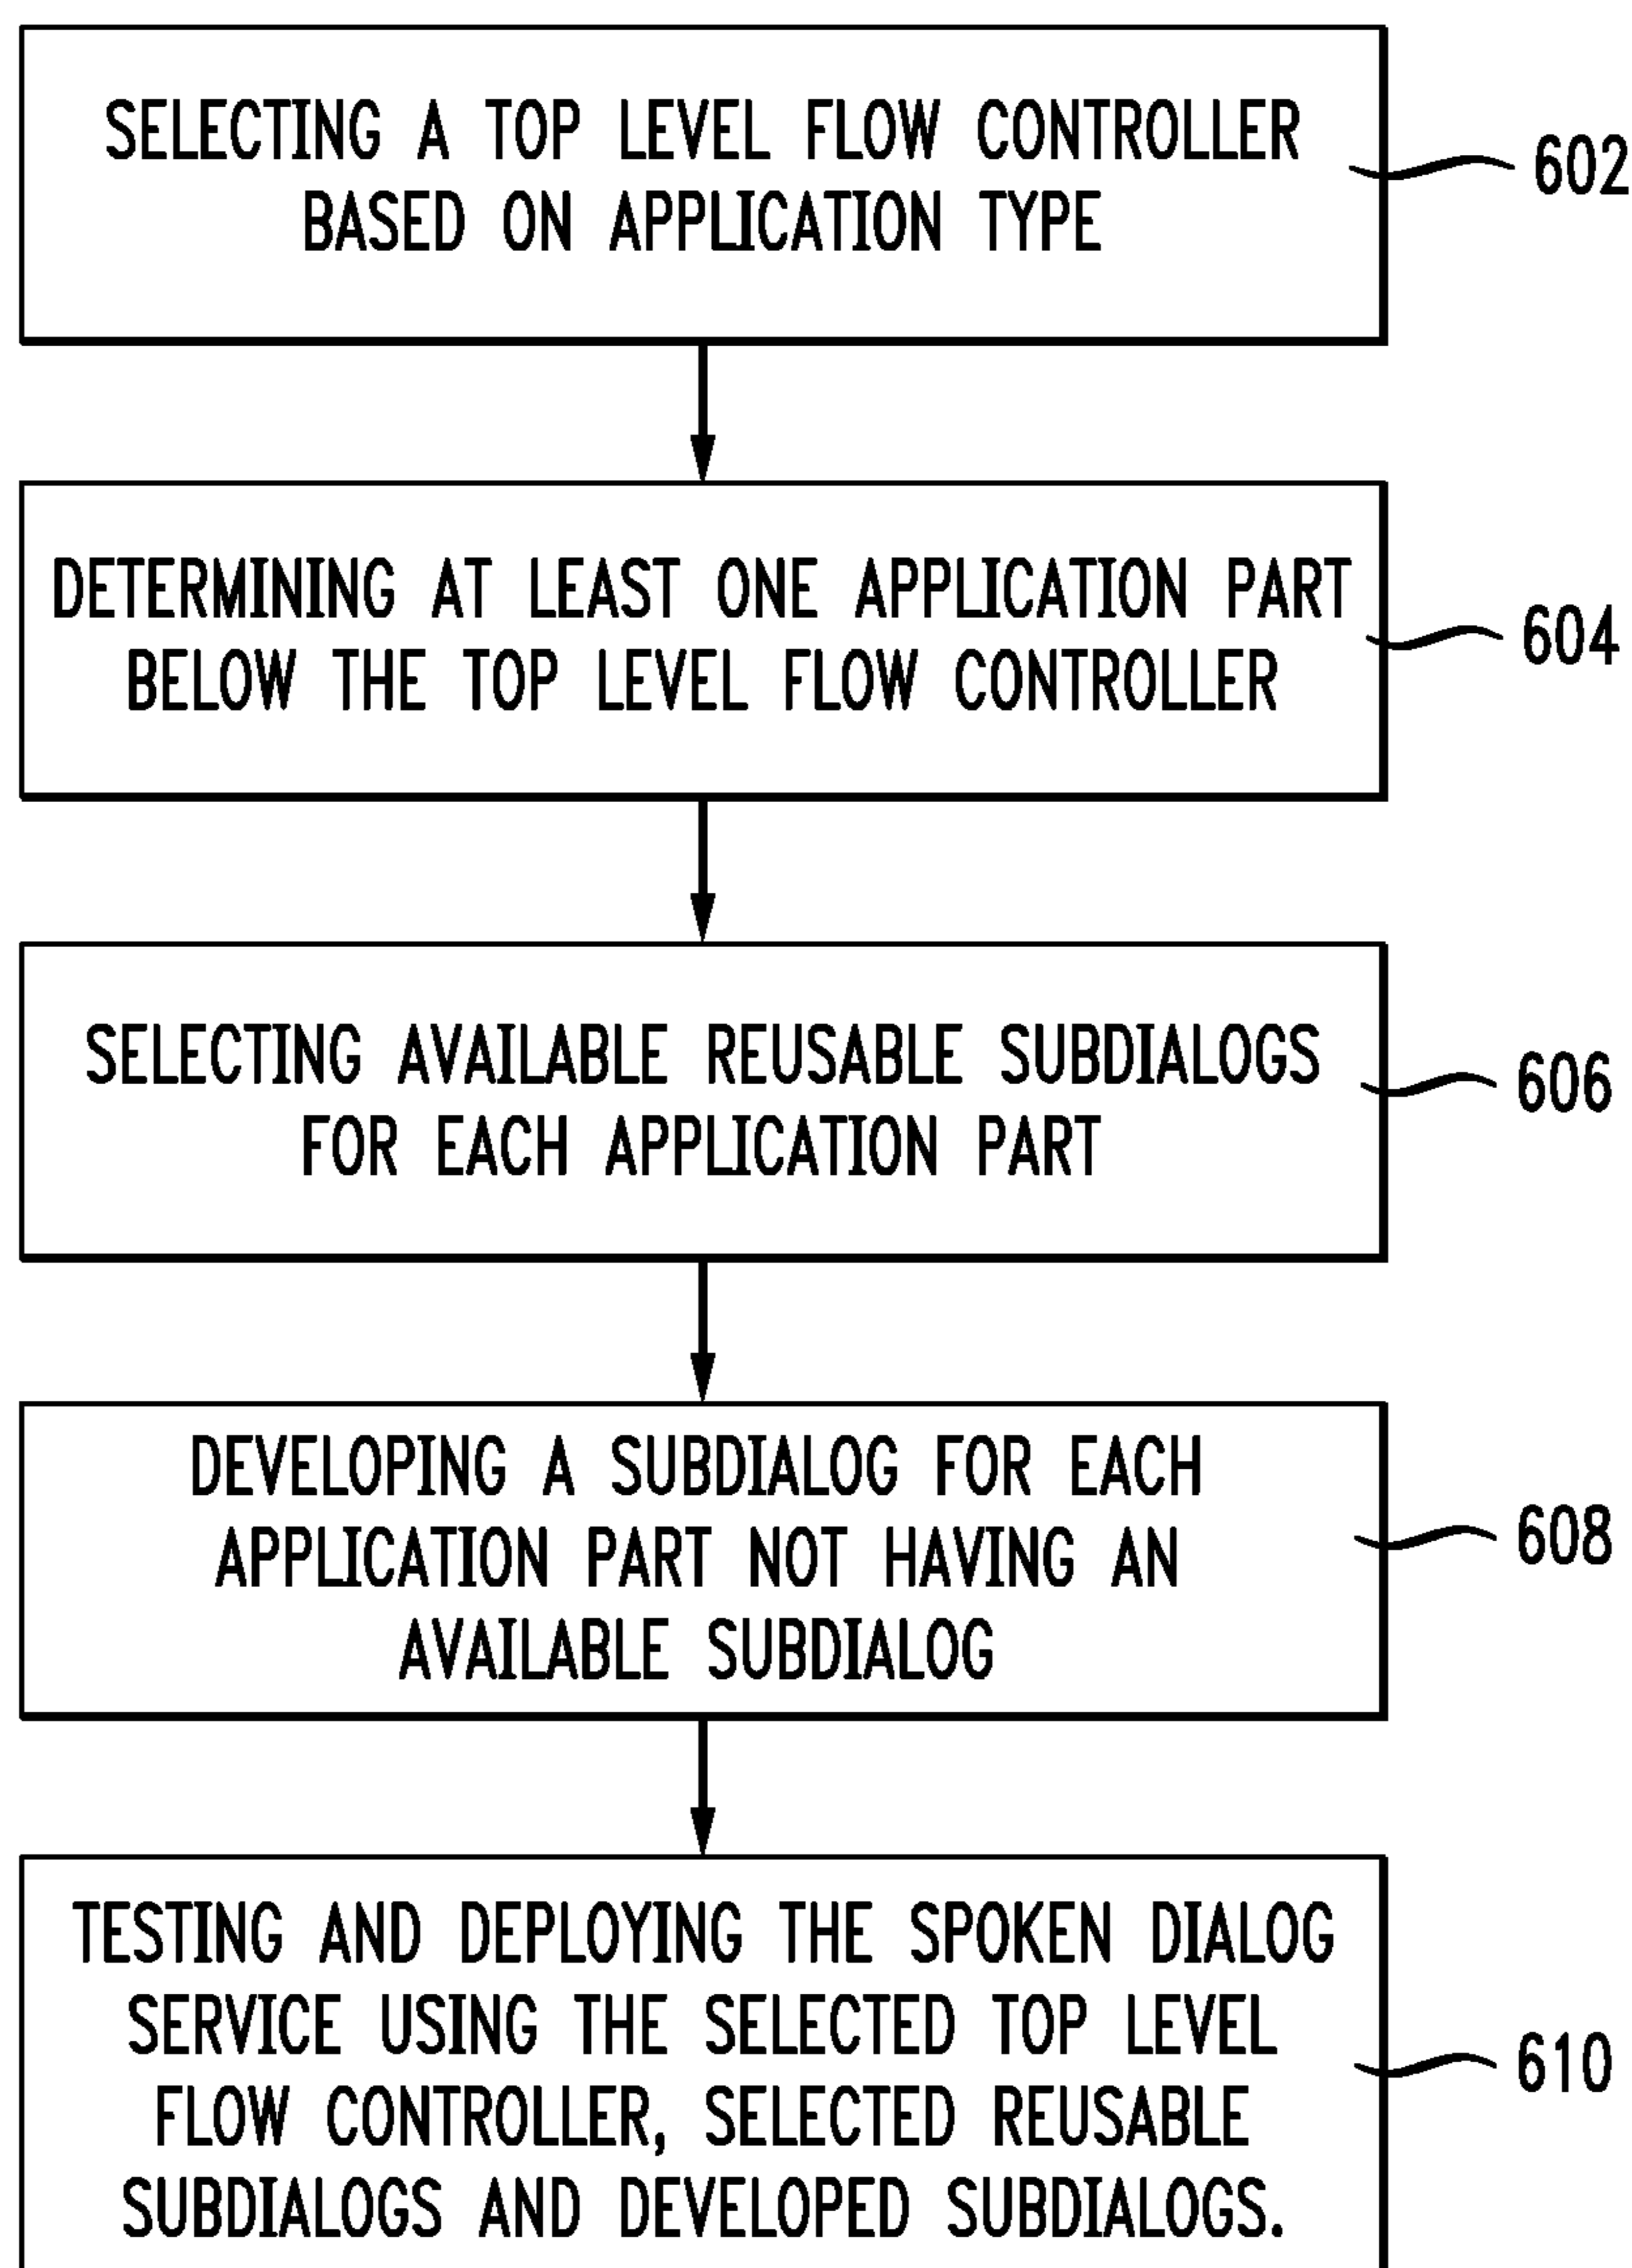 SELECTING A TOP LEVEL FLOW CONTROLLER
BASED ON APPLICATION TYPE
602
DETERMINING AT LEAST ONE APPLICATION PART
BELOW THE TOP LEVEL FLOW CONTROLLER
604
SELECTING AVAILABLE REUSABLE SUBDIALOGS
FOR EACH APPLICATION PART
606
DEVELOPING A SUBDIALOG FOR EACH
APPLICATION PART NOT HAVING AN
AVAILABLE SUBDIALOG
608
TESTING AND DEPLOYING THE SPOKEN DIALOG
SERVICE USING THE SELECTED TOP LEVEL
FLOW CONTROLLER, SELECTED REUSABLE
SUBDIALOGS AND DEVELOPED SUBDIALOGS.
610